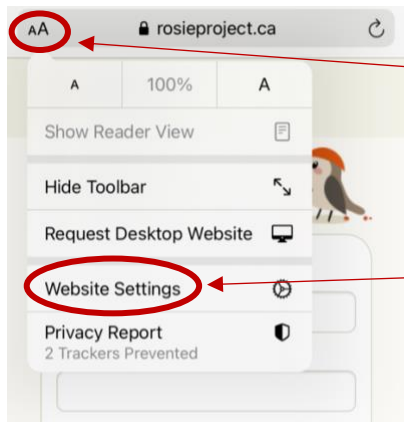 AA rosieproject.ca
A 100% A
Show Reader View
Hide Toolbar
Request Desktop Website
Website Settings
Privacy Report
2 Trackers Prevented